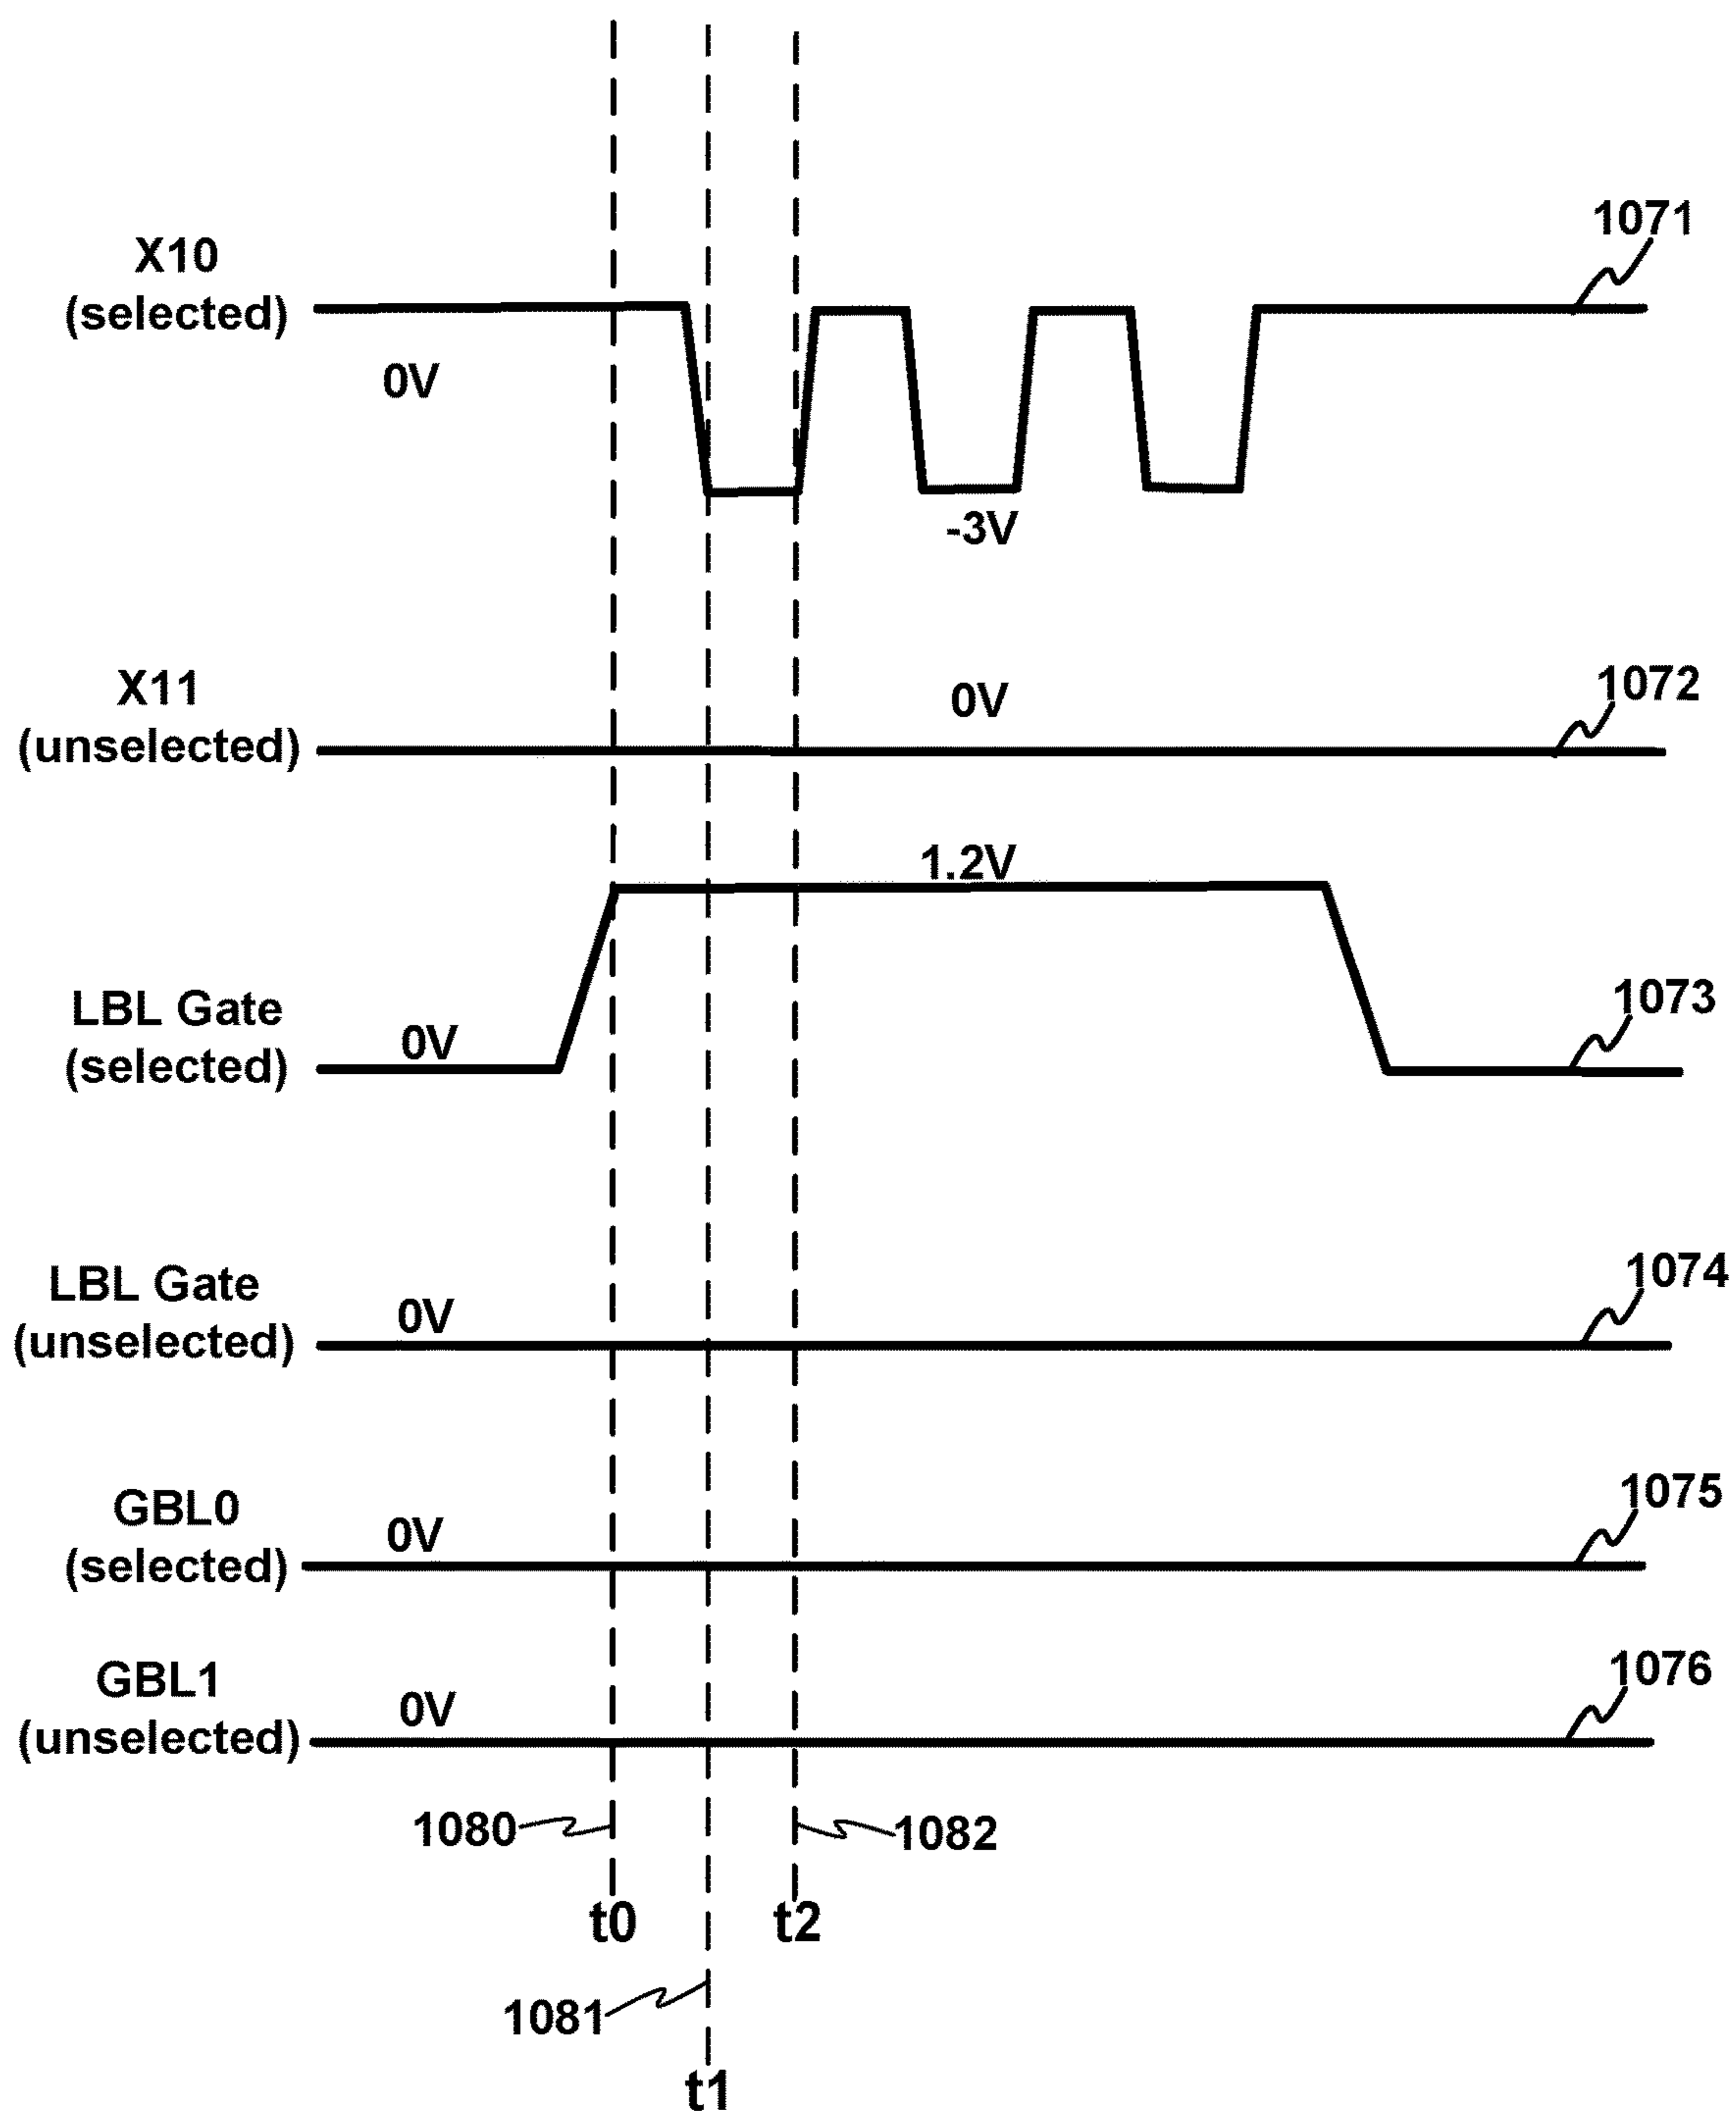 1071
X10
(selected)
0V
-3V
X11
(unselected)
0V
1072
1.2V
LBL Gate
(selected)
0V
1073
LBL Gate
(unselected)
0V
1074
GBL0
(selected)
0V
1075
GBL1
(unselected)
0V
1076
1080
1082
t0
t2
1081
t1